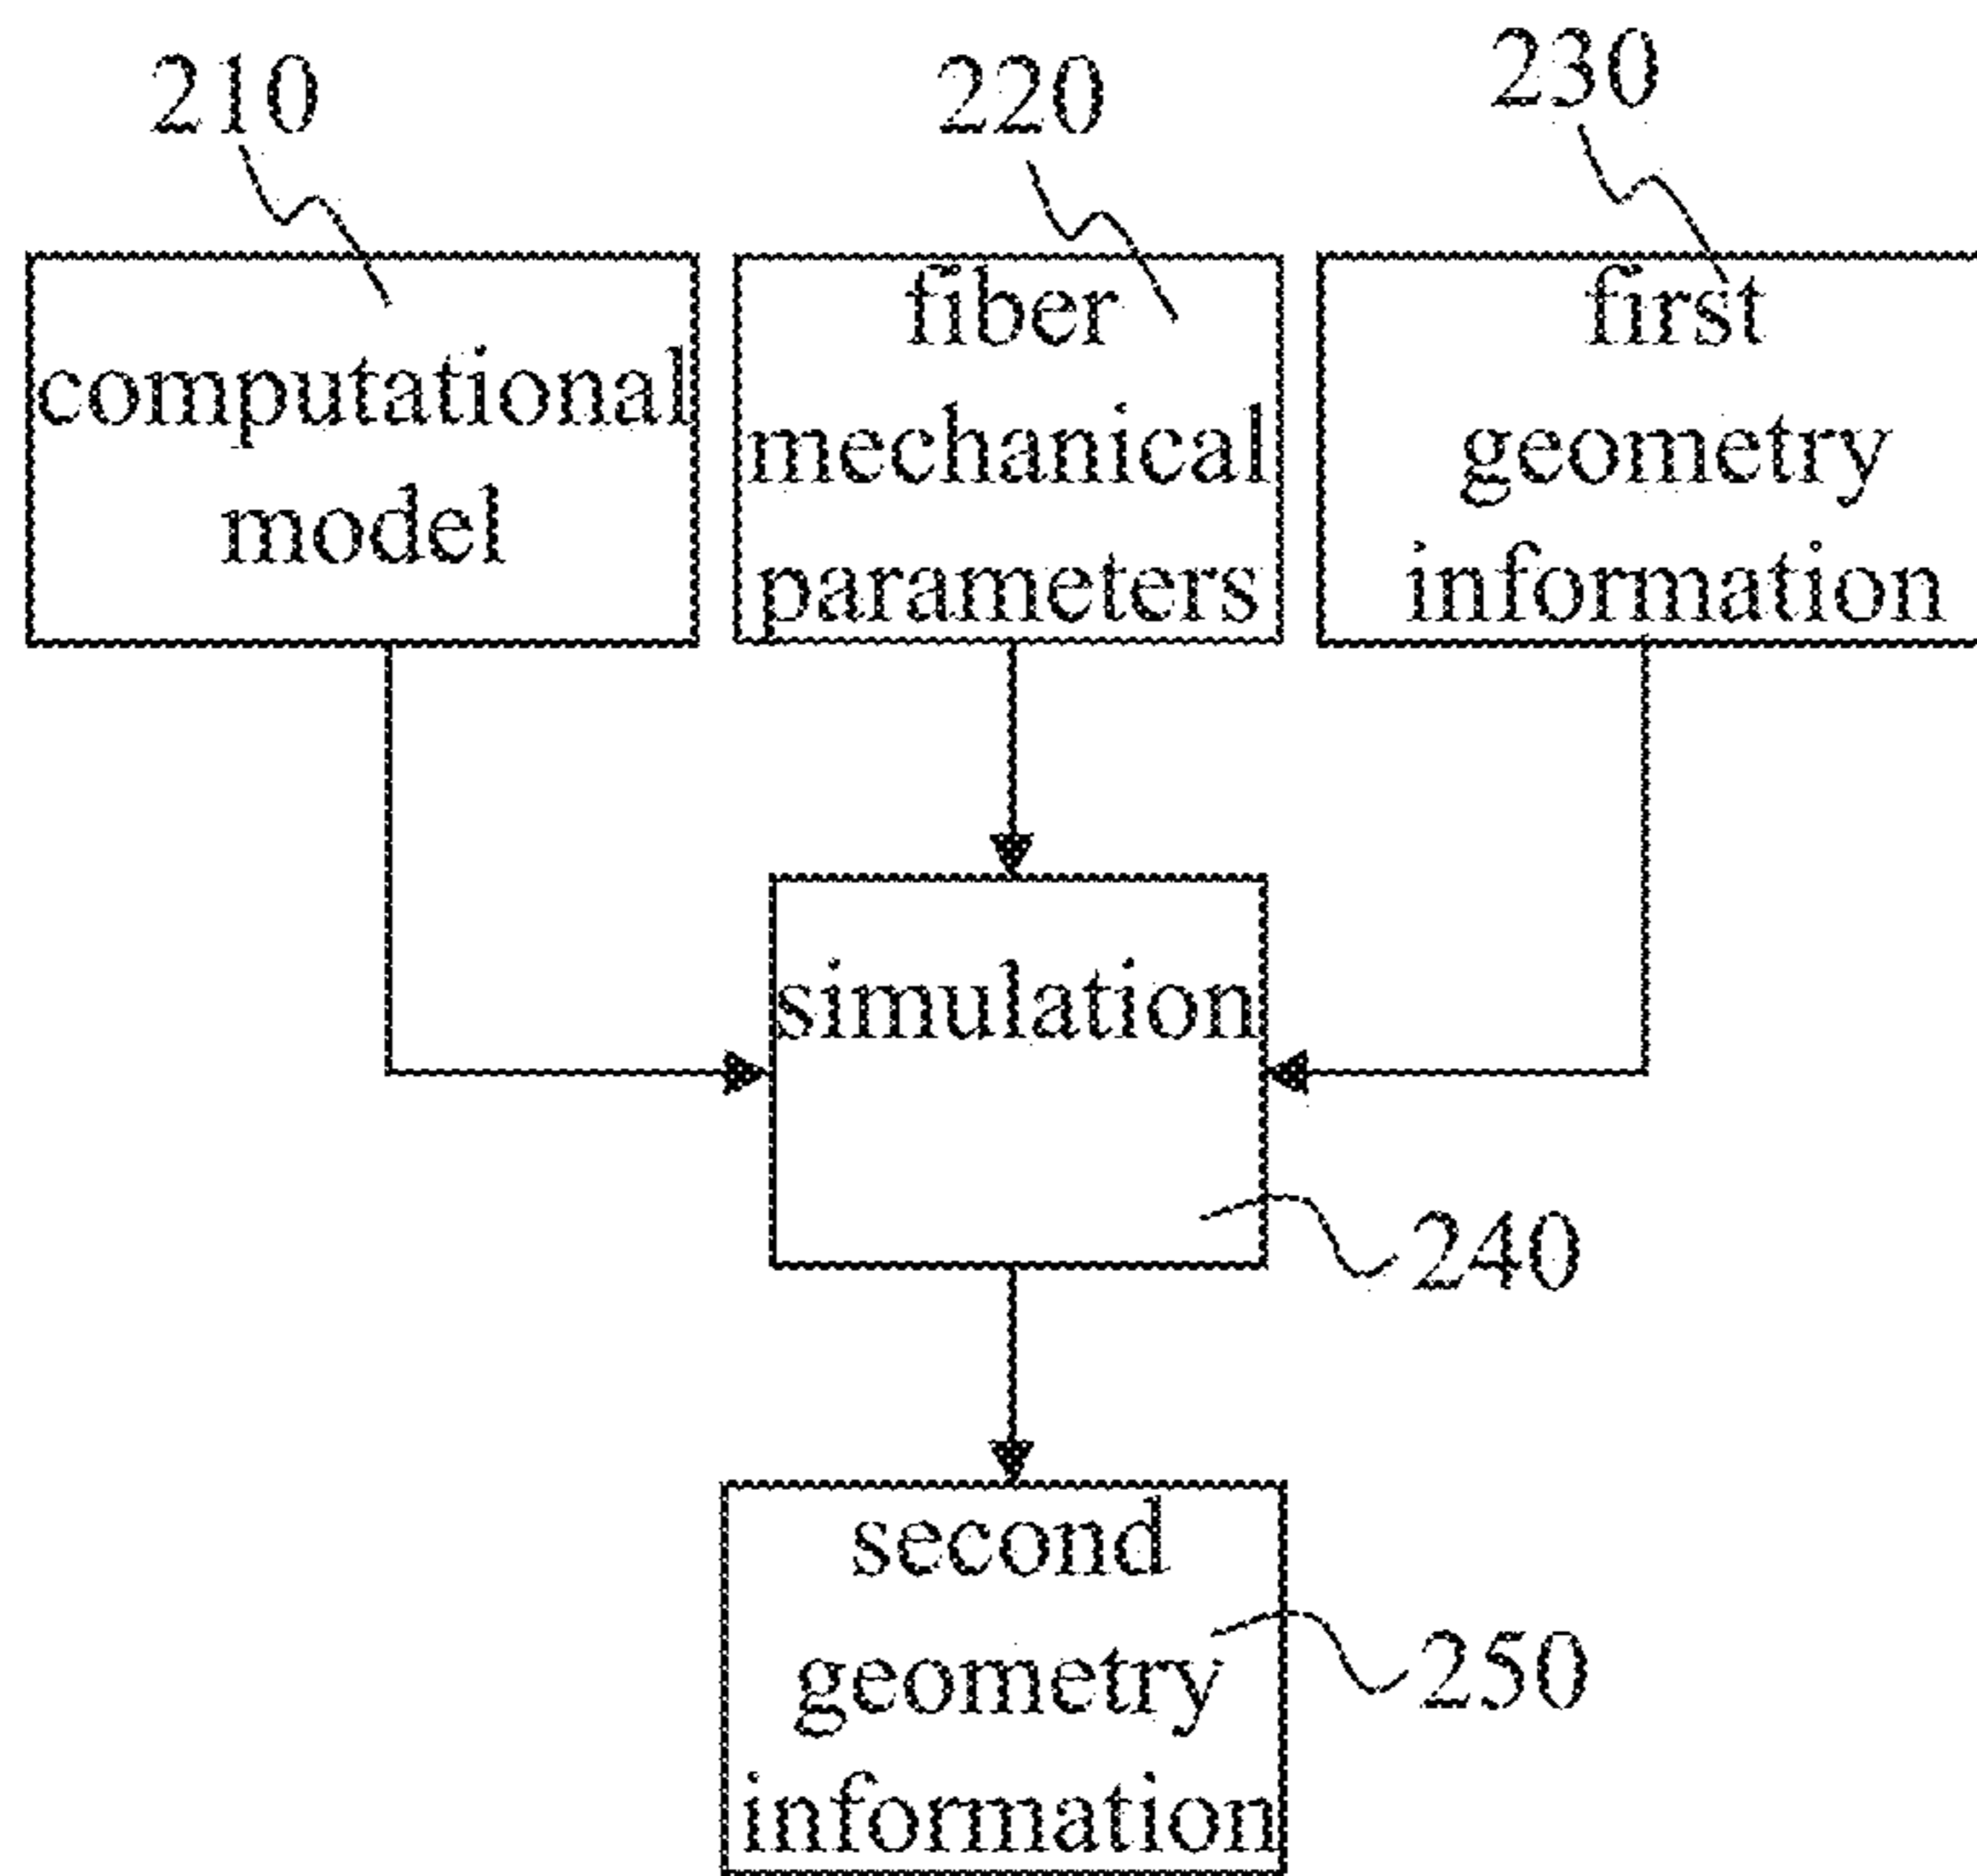 210
220
230
computational
model
fiber
mechanical
parameters
first
geometry
information
simulation
240
second
geometry
information
250